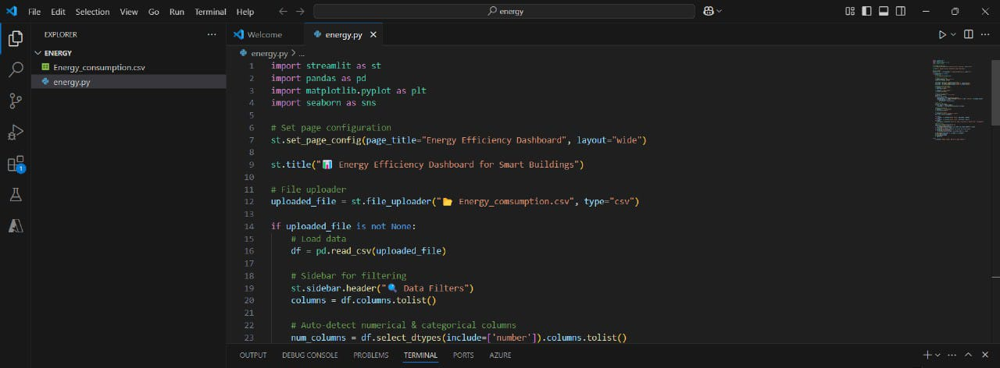 File Edit Selection View Go Run Terminal Help
energy
EXPLORER
Welcome
energy.py
ENERGY
Energy_consumption.csv
energy.py
energy.py > ...
1 import streamlit as st
2 import pandas as pd
3 import matplotlib.pyplot as plt
4 import seaborn as sns
5
6 # Set page configuration
7 st.set_page_config(page_title="Energy Efficiency Dashboard", layout="wide")
8
9 st.title("📊 Energy Efficiency Dashboard for Smart Buildings")
10
11 # File uploader
12 uploaded_file = st.file_uploader("📂 Energy_comsumption.csv", type="csv")
13
14 if uploaded_file is not None:
15 # Load data
16 df = pd.read_csv(uploaded_file)
17
18 # Sidebar for filtering
19 st.sidebar.header("🔍 Data Filters")
20 columns = df.columns.tolist()
21
22 # Auto-detect numerical & categorical columns
23 num_columns = df.select_dtypes(include=['number']).columns.tolist()
1
OUTPUT DEBUG CONSOLE PROBLEMS TERMINAL PORTS AZURE